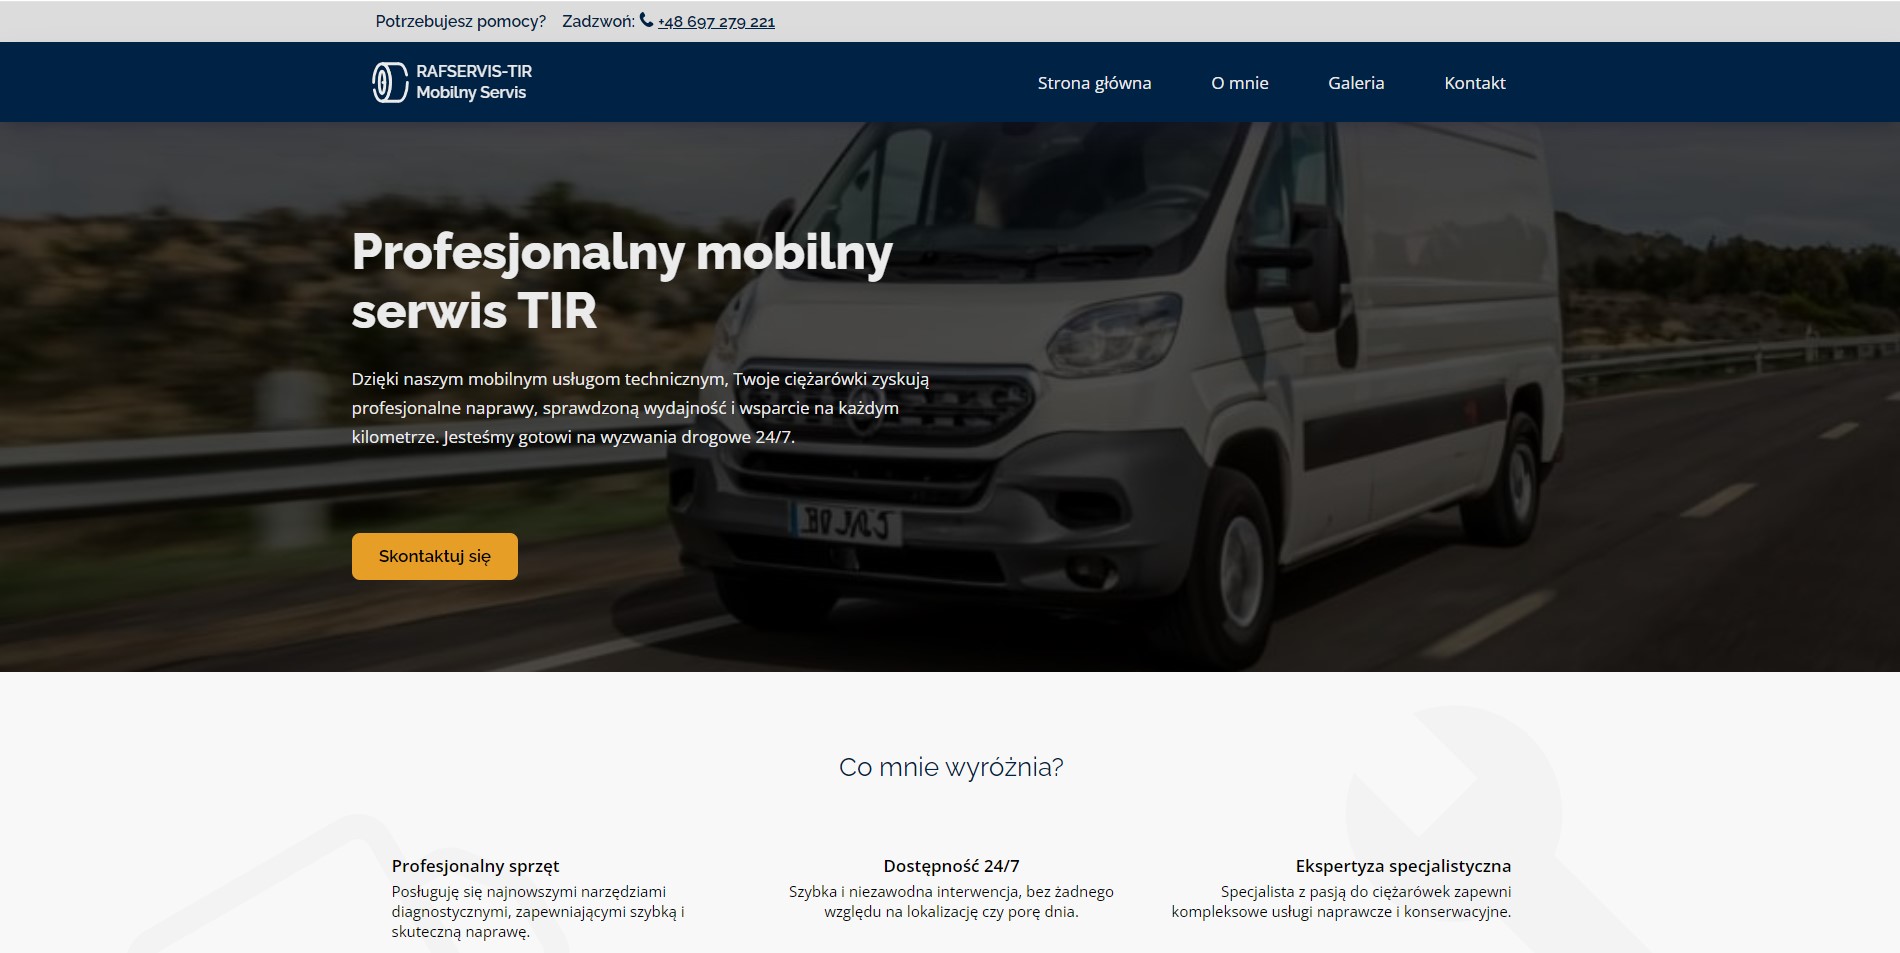 Potrzebujesz pomocy? Zadzwoń: +48 697 279 221
RAFSERVIS-TIR
Mobilny Servis
Strona główna O mnie Galeria Kontakt
Profesjonalny mobilny
serwis TIR
Dzięki naszym mobilnym usługom technicznym, Twoje ciężarówki zyskują
profesjonalne naprawy, sprawdzoną wydajność i wsparcie na każdym
kilometrze. Jesteśmy gotowi na wyzwania drogowe 24/7.
Skontaktuj się
Co mnie wyróżnia?
Profesjonalny sprzęt
Posługuję się najnowszymi narzędziami
diagnostycznymi, zapewniającymi szybką i
skuteczną naprawę.
Dostępność 24/7
Szybka i niezawodna interwencja, bez żadnego
względu na lokalizację czy porę dnia.
Ekspertyza specjalistyczna
Specjalista z pasją do ciężarówek zapewni
kompleksowe usługi naprawcze i konserwacyjne.